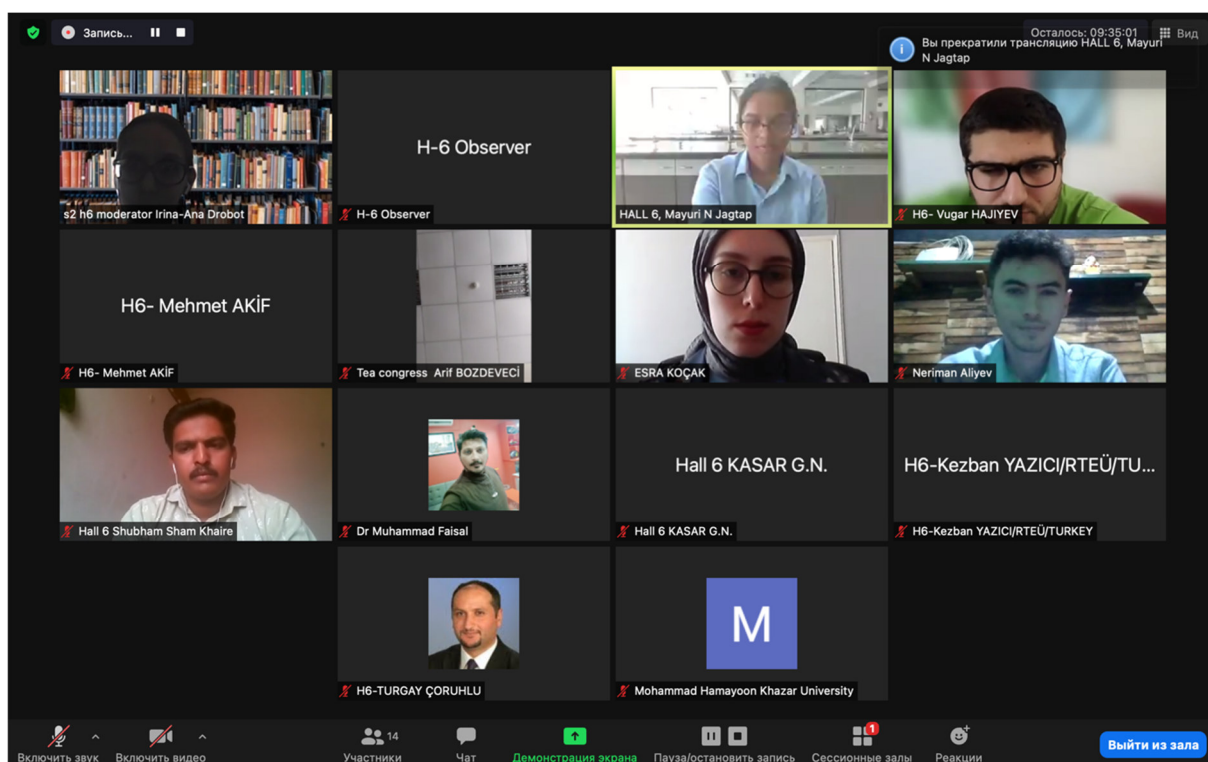 Запись...
Осталось: 09:35:01
Вид
Вы прекратили трансляцию HALL 6, Mayuri
N Jagtap
s2 h6 moderator Irina-Ana Drobot
H-6 Observer
H-6 Observer
HALL 6, Mayuri N Jagtap
H6- Vugar HAJIYEV
H6- Mehmet AKİF
H6- Mehmet AKİF
Tea congress Arif BOZDEVECİ
ESRA KOÇAK
Neriman Aliyev
Hall 6 Shubham Sham Khaire
Dr Muhammad Faisal
Hall 6 KASAR G.N.
Hall 6 KASAR G.N.
H6-Kezban YAZICI/RTEÜ/TU...
H6-Kezban YAZICI/RTEÜ/TURKEY
H6-TURGAY ÇORUHLU
M
Mohammad Hamayoon Khazar University
Включить звук
Включить видео
14
Участники
Чат
Демонстрация экрана
Пауза/остановить запись
1
Сессионные залы
Реакции
Выйти из зала